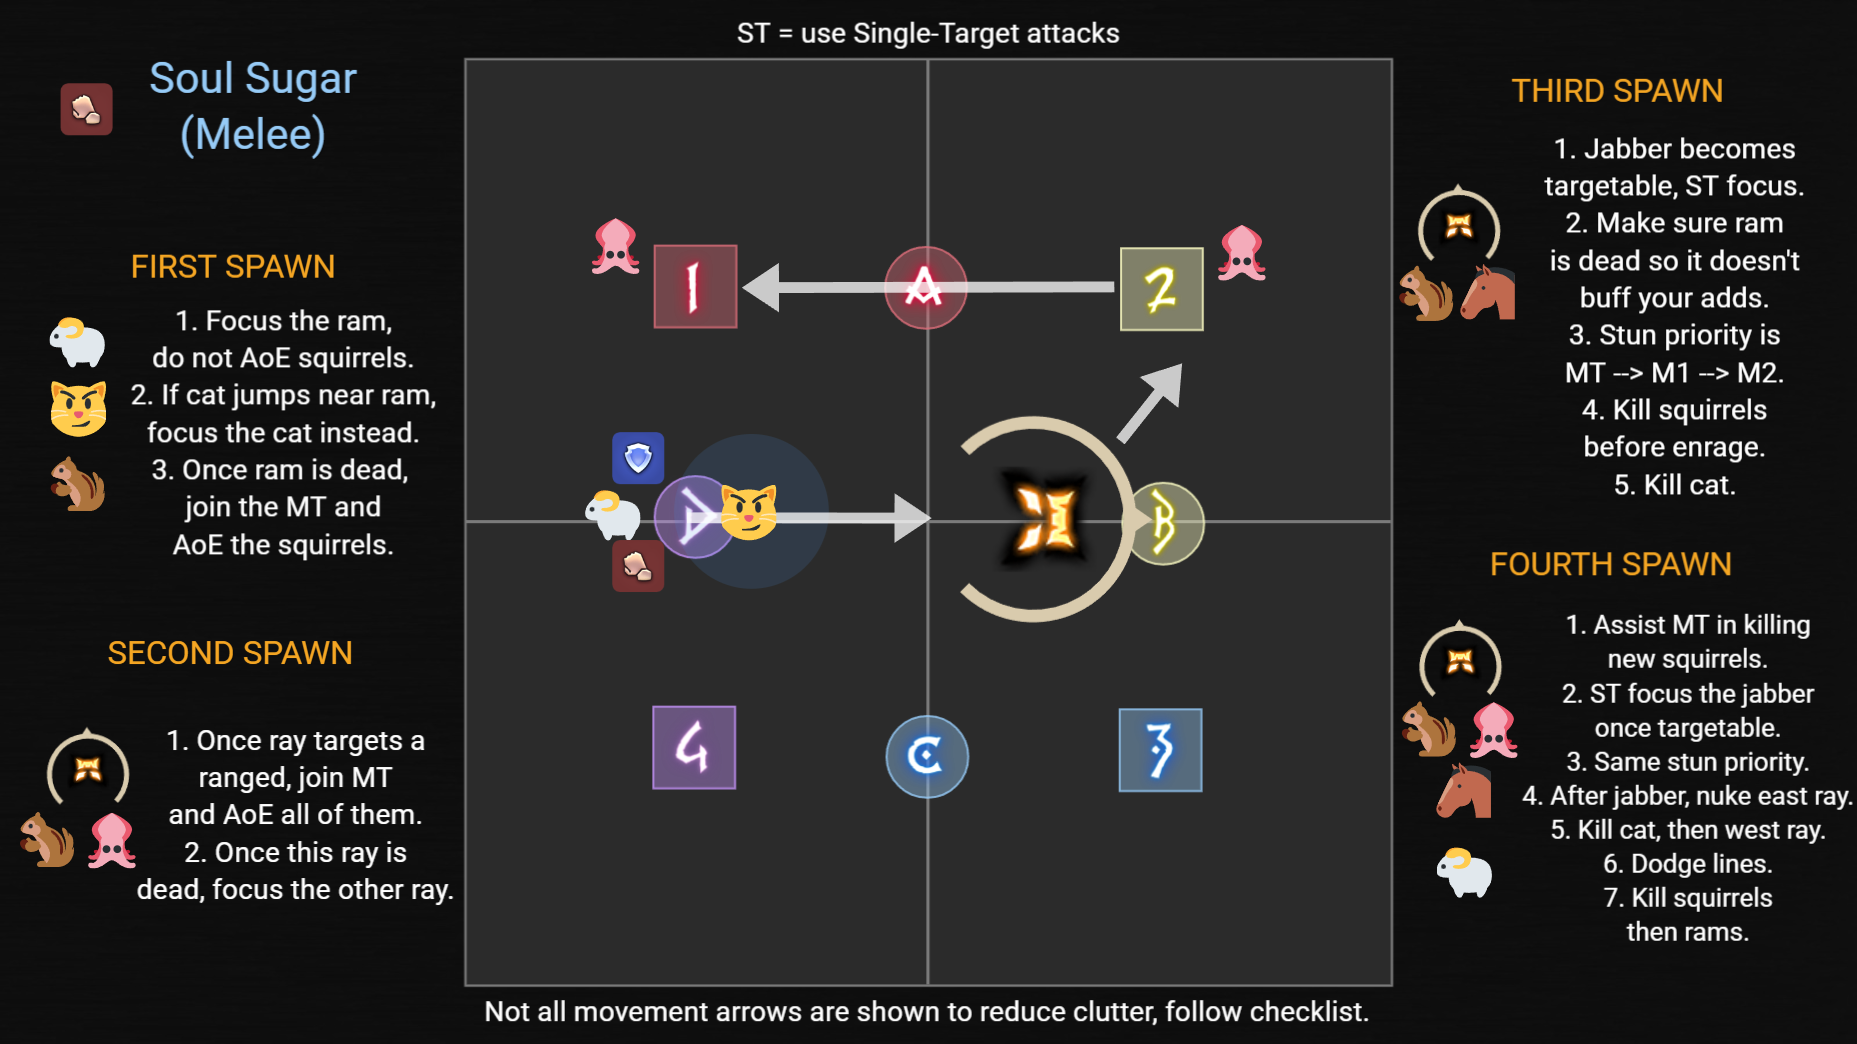 ST = use Single-Target attacks
Soul Sugar
(Melee)
FIRST SPAWN
1. Focus the ram,
do not AoE squirrels.
2. If cat jumps near ram,
focus the cat instead.
3. Once ram is dead,
join the MT and
AoE the squirrels.
SECOND SPAWN
1. Once ray targets a
ranged, join MT
and AoE all of them.
2. Once this ray is
dead, focus the other ray.
1
A
2
D
B
4
C
3
THIRD SPAWN
1. Jabber becomes
targetable, ST focus.
2. Make sure ram
is dead so it doesn't
buff your adds.
3. Stun priority is
MT --> M1 --> M2.
4. Kill squirrels
before enrage.
5. Kill cat.
FOURTH SPAWN
1. Assist MT in killing
new squirrels.
2. ST focus the jabber
once targetable.
3. Same stun priority.
4. After jabber, nuke east ray.
5. Kill cat, then west ray.
6. Dodge lines.
7. Kill squirrels
then rams.
Not all movement arrows are shown to reduce clutter, follow checklist.